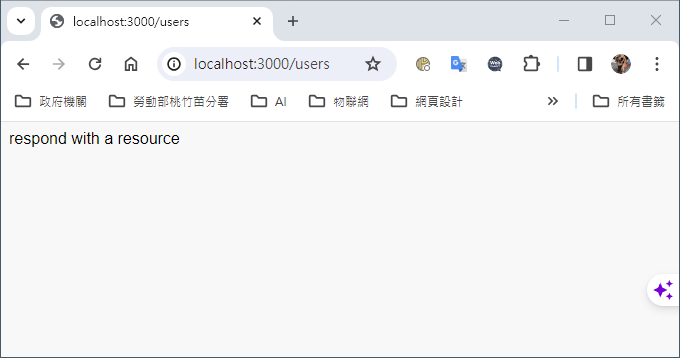 localhost:3000/users
localhost:3000/users
政府機關 勞動部桃竹苗分署 AI 物聯網 網頁設計 所有書籤
respond with a resource